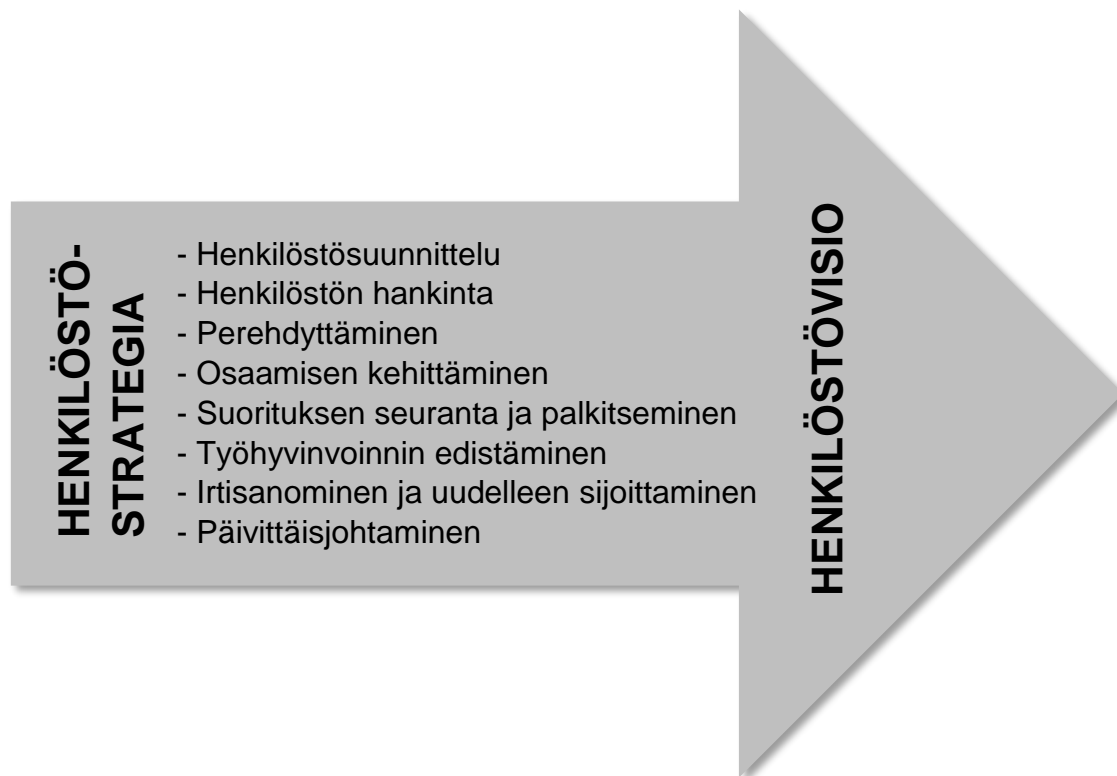 HENKILÖSTÖ-
STRATEGIA
- Henkilöstösuunnittelu
- Henkilöstön hankinta
- Perehdyttäminen
- Osaamisen kehittäminen
- Suorituksen seuranta ja palkitseminen
- Työhyvinvoinnin edistäminen
- Irtisanominen ja uudelleen sijoittaminen
- Päivittäisjohtaminen
HENKILÖSTÖVISIO